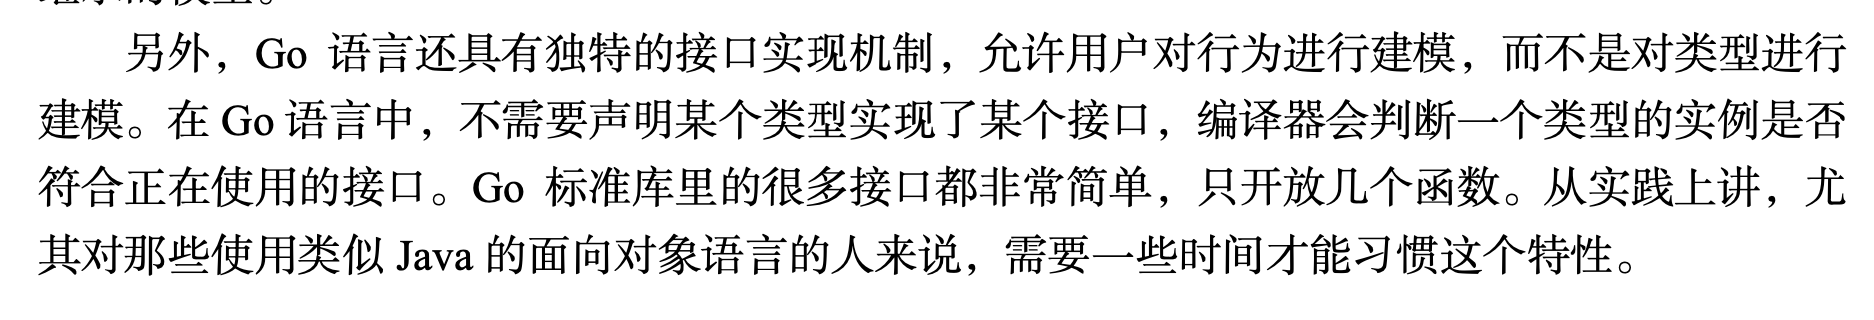 另外，Go 语言还具有独特的接口实现机制，允许用户对行为进行建模，而不是对类型进行
建模。在 Go 语言中，不需要声明某个类型实现了某个接口，编译器会判断一个类型的实例是否
符合正在使用的接口。Go 标准库里的很多接口都非常简单，只开放几个函数。从实践上讲，尤
其对那些使用类似 Java 的面向对象语言的人来说，需要一些时间才能习惯这个特性。